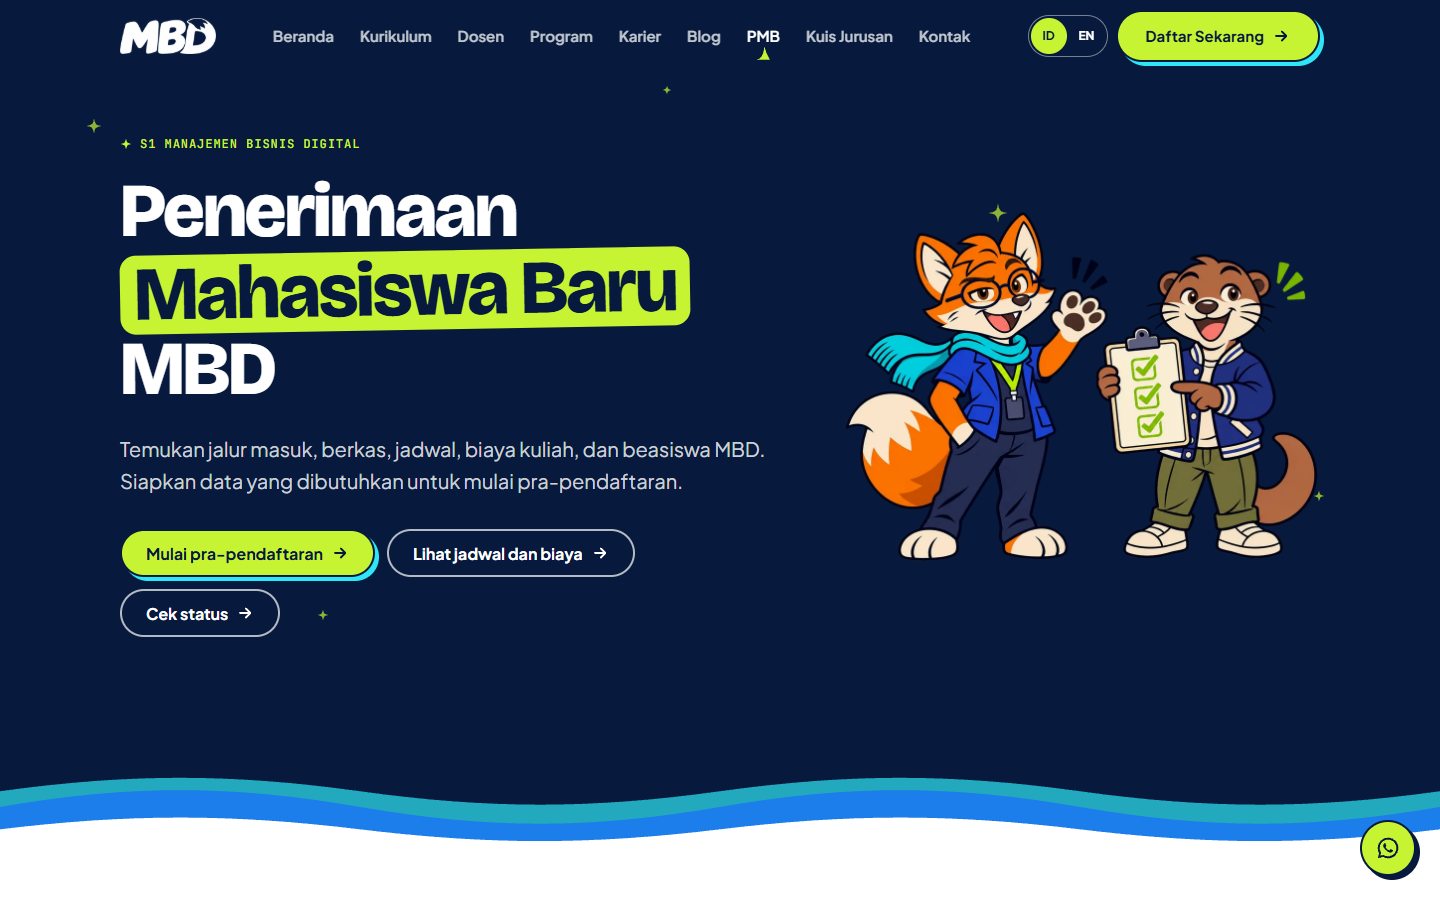 MBD
Beranda Kurikulum Dosen Program Karier Blog PMB Kuis Jurusan Kontak
ID EN
Daftar Sekarang
S1 MANAJEMEN BISNIS DIGITAL
Penerimaan
Mahasiswa Baru
MBD
Temukan jalur masuk, berkas, jadwal, biaya kuliah, dan beasiswa MBD.
Siapkan data yang dibutuhkan untuk mulai pra-pendaftaran.
Mulai pra-pendaftaran
Lihat jadwal dan biaya
Cek status